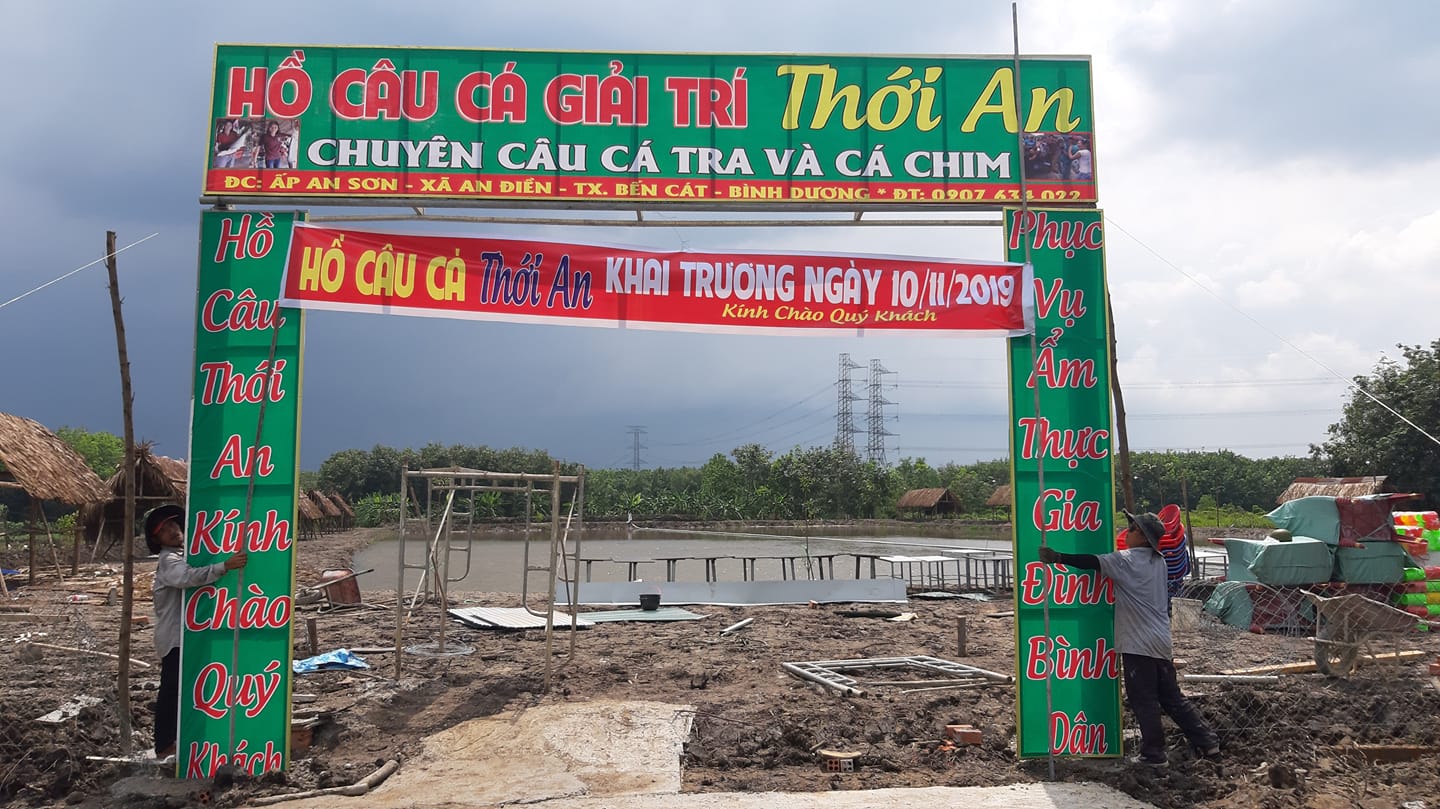 HỒ CÂU CÁ GIẢI TRÍ Thới An
CHUYÊN CÂU CÁ TRA VÀ CÁ CHIM
ĐC: ẤP AN SƠN - XÃ AN ĐIỀN - TX. BẾN CÁT - BÌNH DƯƠNG * ĐT: 0907 634 022
HỒ CÂU CÁ Thới An KHAI TRƯƠNG NGÀY 10/11/2019
Kính Chào Quý Khách
Hồ
Câu
Thới
An
Kính
Chào
Quý
Khách
Phục
Vụ
Ẩm
Thực
Gia
Đình
Bình
Dân